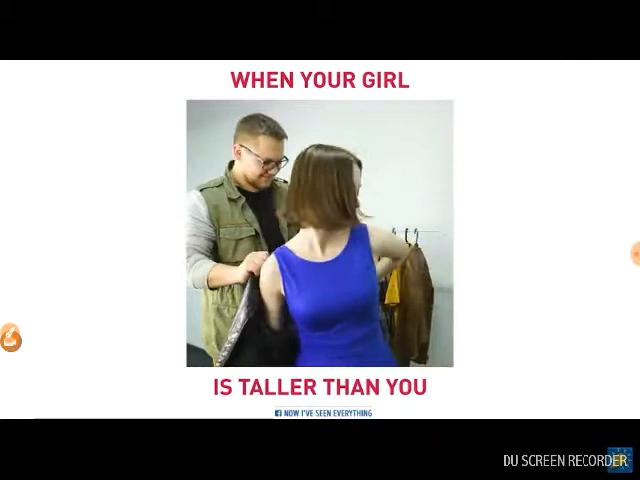 WHEN YOUR GIRL
IS TALLER THAN YOU
NOW I'VE SEEN EVERYTHING
DU SCREEN RECORDER